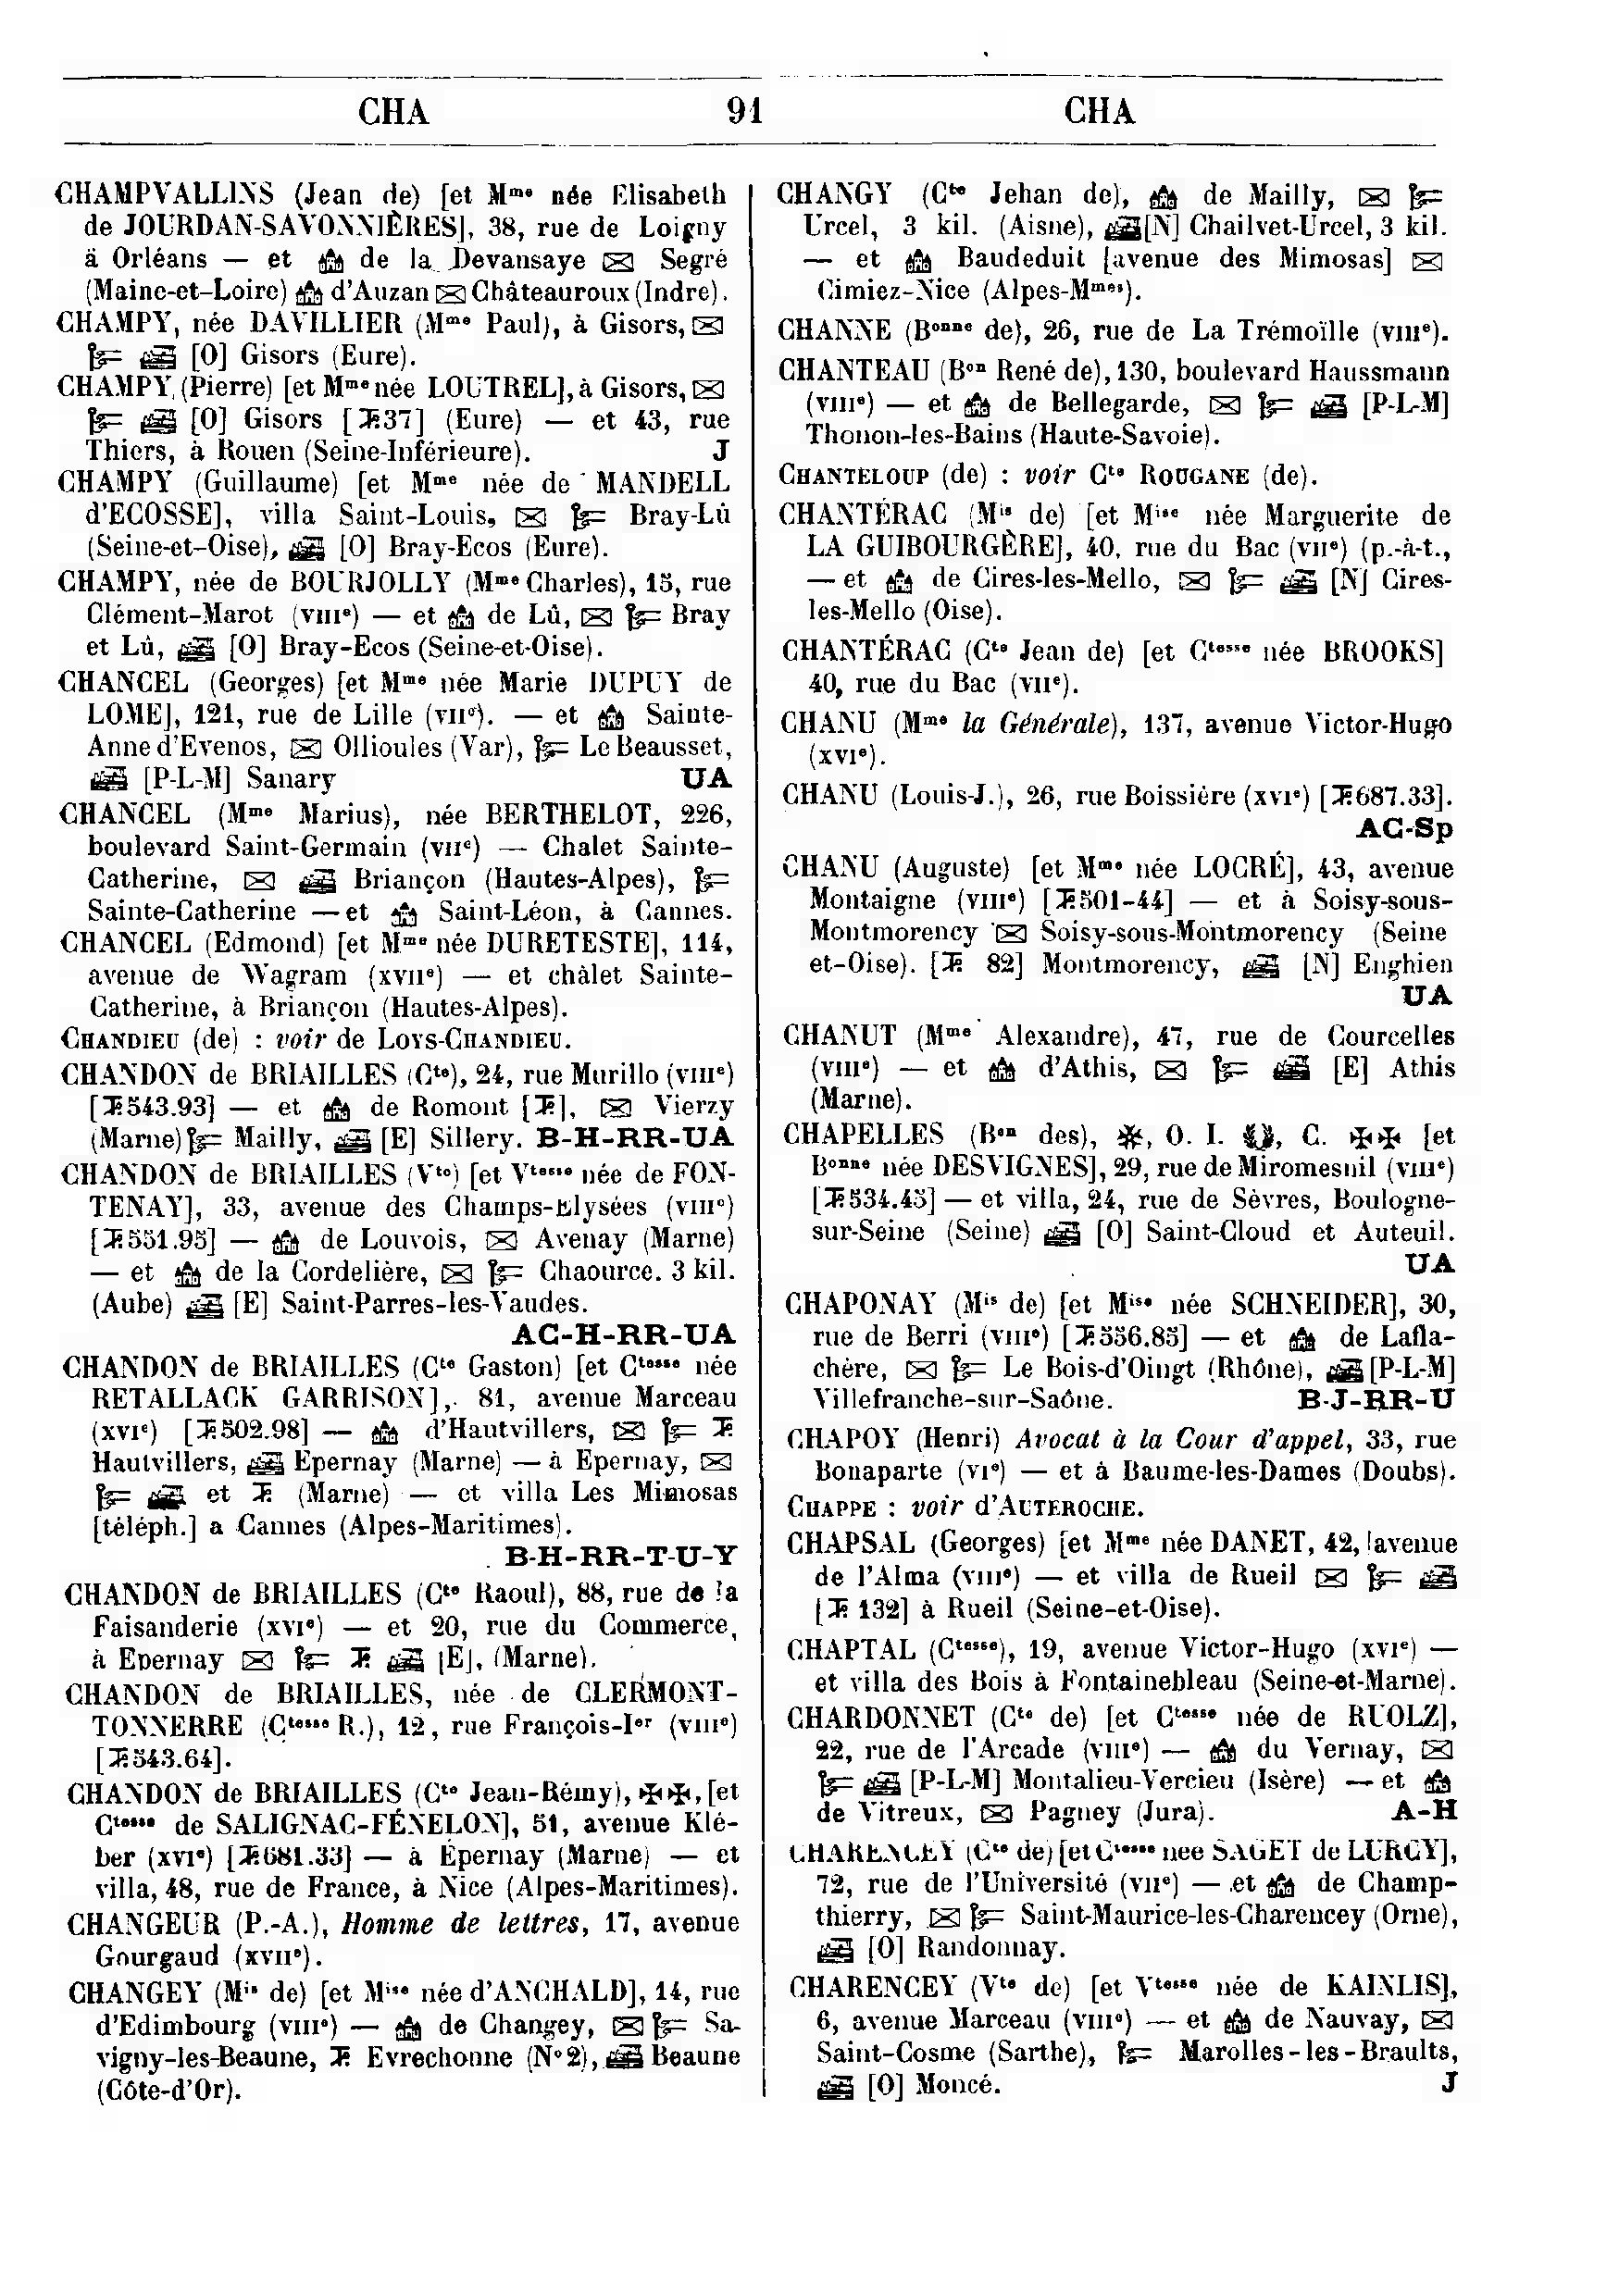 CHA 91 CHA
CHAMPVALLINS (Jean de) [et Mme née Elisabeth
de JOURDAN-SAVONNIÈRES], 38, rue de Loigny
à Orléans — et de la Devansaye Segré
(Maine-et-Loire) d'Auzan Châteauroux (Indre).
CHAMPY, née DAVILLIER (Mme Paul), à Gisors,
[O] Gisors (Eure).
CHAMPY, (Pierre) [et Mme née LOUTREL], à Gisors,
[O] Gisors [T. 37] (Eure) — et 43, rue
Thiers, à Rouen (Seine-Inférieure). J
CHAMPY (Guillaume) [et Mme née de MANDELL
d'ECOSSE], villa Saint-Louis, Bray-Lû
(Seine-et-Oise), [O] Bray-Ecos (Eure).
CHAMPY, née de BOURJOLLY (Mme Charles), 15, rue
Clément-Marot (VIIIe) — et de Lû, Bray
et Lû, [O] Bray-Ecos (Seine-et-Oise).
CHANCEL (Georges) [et Mme née Marie DUPUY de
LOME], 121, rue de Lille (VIIe). — et Sainte-
Anne d'Evenos, Ollioules (Var), Le Beausset,
[P-L-M] Sanary UA
CHANCEL (Mme Marius), née BERTHELOT, 226,
boulevard Saint-Germain (VIIe) — Chalet Sainte-
Catherine, Briançon (Hautes-Alpes),
Sainte-Catherine — et Saint-Léon, à Cannes.
CHANCEL (Edmond) [et Mme née DURETESTE], 114,
avenue de Wagram (XVIIe) — et châlet Sainte-
Catherine, à Briançon (Hautes-Alpes).
CHANDIEU (de) : voir de LOYS-CHANDIEU.
CHANDON de BRIAILLES (Cte), 24, rue Murillo (VIIIe)
[T. 543.93] — et de Romont [T.], Vierzy
(Marne) Mailly, [E] Sillery. B-H-RR-UA
CHANDON de BRIAILLES (Vte) [et Vtesse née de FON-
TENAY], 33, avenue des Champs-Elysées (VIIIe)
[T. 551.95] — de Louvois, Avenay (Marne)
— et de la Cordelière, Chaource. 3 kil.
(Aube) [E] Saint-Parres-les-Vaudes.
AC-H-RR-UA
CHANDON de BRIAILLES (Cte Gaston) [et Ctesse née
RETALLACK GARRISON], 81, avenue Marceau
(XVIe) [T. 502.98] — d'Hautvillers, T.
Hautvillers, Epernay (Marne) — à Epernay,
et T. (Marne) — et villa Les Mimosas
[téléph.] a Cannes (Alpes-Maritimes).
B-H-RR-T-U-Y
CHANDON de BRIAILLES (Cte Raoul), 88, rue de la
Faisanderie (XVIe) — et 20, rue du Commerce,
à Epernay T. [E], (Marne).
CHANDON de BRIAILLES, née de CLERMONT-
TONNERRE (Ctesse R.), 12, rue François-Ier (VIIIe)
[T. 543.64].
CHANDON de BRIAILLES (Cte Jean-Rémy), ✠✠, [et
Ctesse de SALIGNAC-FÉNELON], 51, avenue Klé-
ber (XVIe) [T. 681.33] — à Epernay (Marne) — et
villa, 48, rue de France, à Nice (Alpes-Maritimes).
CHANGEUR (P.-A.), Homme de lettres, 17, avenue
Gourgaud (XVIIe).
CHANGEY (Mis de) [et Mise née d'ANCHALD], 14, rue
d'Edimbourg (VIIIe) — de Changey, Sa-
vigny-les-Beaune, T. Evrechonne (No 2), Beaune
(Côte-d'Or).
CHANGY (Cte Jehan de), de Mailly,
Urcel, 3 kil. (Aisne), [N] Chailvet-Urcel, 3 kil.
— et Baudeduit [avenue des Mimosas]
Cimiez-Nice (Alpes-Mmes).
CHANNE (Bonne de), 26, rue de La Trémoïlle (VIIIe).
CHANTEAU (Bon René de), 130, boulevard Haussmann
(VIIIe) — et de Bellegarde, [P-L-M]
Thonon-les-Bains (Haute-Savoie).
CHANTELOUP (de) : voir Cte ROUGANE (de).
CHANTÉRAC (Mis de) [et Mise née Marguerite de
LA GUIBOURGÈRE], 40, rue du Bac (VIIe) (p.-à-t.,
— et de Cires-les-Mello, [N] Cires-
les-Mello (Oise).
CHANTÉRAC (Cte Jean de) [et Ctesse née BROOKS]
40, rue du Bac (VIIe).
CHANU (Mme la Générale), 137, avenue Victor-Hugo
(XVIe).
CHANU (Louis-J.), 26, rue Boissière (XVIe) [T. 687.33].
AC-Sp
CHANU (Auguste) [et Mme née LOCRÉ], 43, avenue
Montaigne (VIIIe) [T. 501-44] — et à Soisy-sous-
Montmorency Soisy-sous-Montmorency (Seine
et-Oise). [T. 82] Montmorency, [N] Enghien
UA
CHANUT (Mme Alexandre), 47, rue de Courcelles
(VIIIe) — et d'Athis, [E] Athis
(Marne).
CHAPELLES (Bon des), , O. I. , C. ✠✠ [et
Bonne née DESVIGNES], 29, rue de Miromesnil (VIIIe)
[T. 534.45] — et villa, 24, rue de Sèvres, Boulogne-
sur-Seine (Seine) [O] Saint-Cloud et Auteuil.
UA
CHAPONAY (Mis de) [et Mise née SCHNEIDER], 30,
rue de Berri (VIIIe) [T. 556.85] — et de Lafla-
chère, Le Bois-d'Oingt (Rhône), [P-L-M]
Villefranche-sur-Saône. B-J-RR-U
CHAPOY (Henri) Avocat à la Cour d'appel, 33, rue
Bonaparte (VIe) — et à Baume-les-Dames (Doubs).
CHAPPE : voir d'AUTEROCHE.
CHAPSAL (Georges) [et Mme née DANET, 42, avenue
de l'Alma (VIIIe) — et villa de Rueil
[T. 132] à Rueil (Seine-et-Oise).
CHAPTAL (Ctesse), 19, avenue Victor-Hugo (XVIe) —
et villa des Bois à Fontainebleau (Seine-et-Marne).
CHARDONNET (Cte de) [et Ctesse née de RUOLZ],
22, rue de l'Arcade (VIIIe) — du Vernay,
[P-L-M] Montalieu-Vercieu (Isère) — et
de Vitreux, Pagney (Jura). A-H
CHARENCEY (Cte de) [et Ctesse nee SAGET de LURCY],
72, rue de l'Université (VIIe) — et de Champ-
thierry, Saint-Maurice-les-Charencey (Orne),
[O] Randonnay.
CHARENCEY (Vte de) [et Vtesse née de KAINLIS],
6, avenue Marceau (VIIIe) — et de Nauvay,
Saint-Cosme (Sarthe), Marolles-les-Braults,
[O] Moncé. J